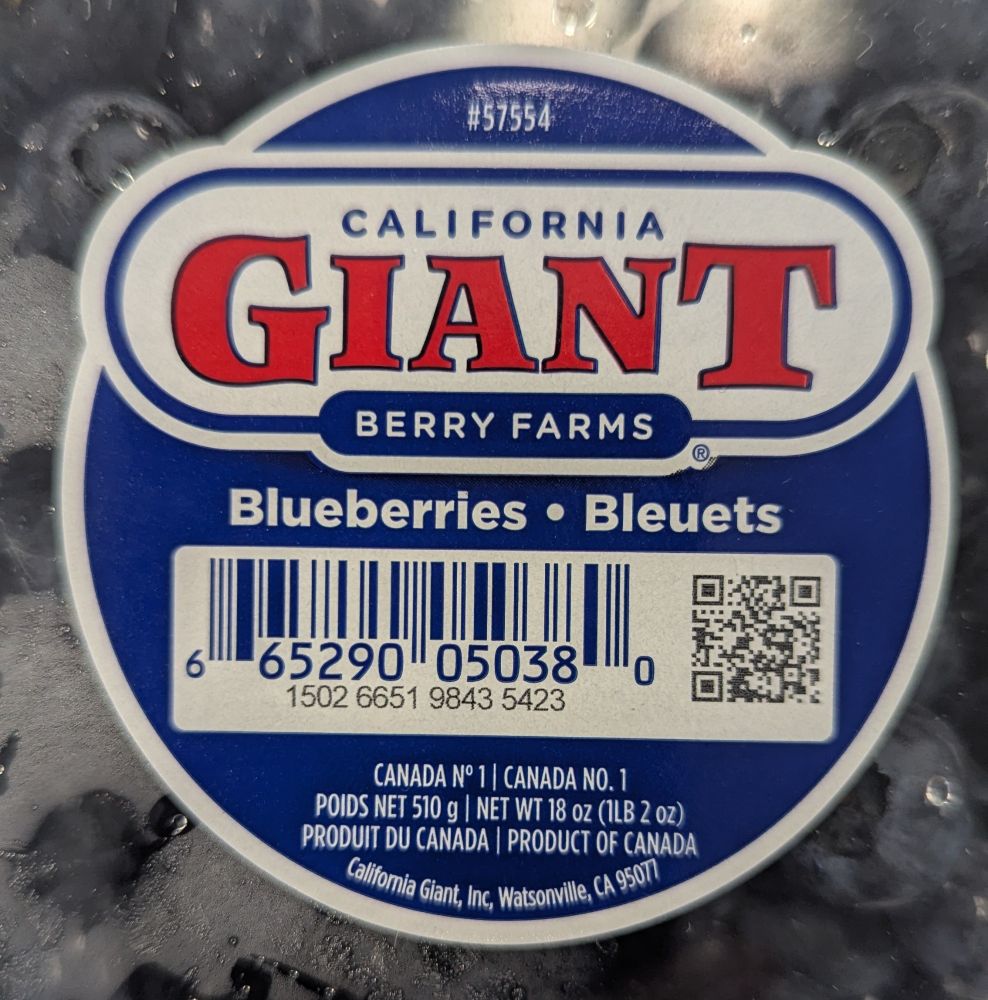 #57554
CALIFORNIA
GIANT
BERRY FARMS
®
Blueberries • Bleuets
6 65290 05038 0
1502 6651 9843 5423
CANADA Nº 1 | CANADA NO. 1
POIDS NET 510 g | NET WT 18 oz (1LB 2 oz)
PRODUIT DU CANADA | PRODUCT OF CANADA
California Giant, Inc, Watsonville, CA 95077